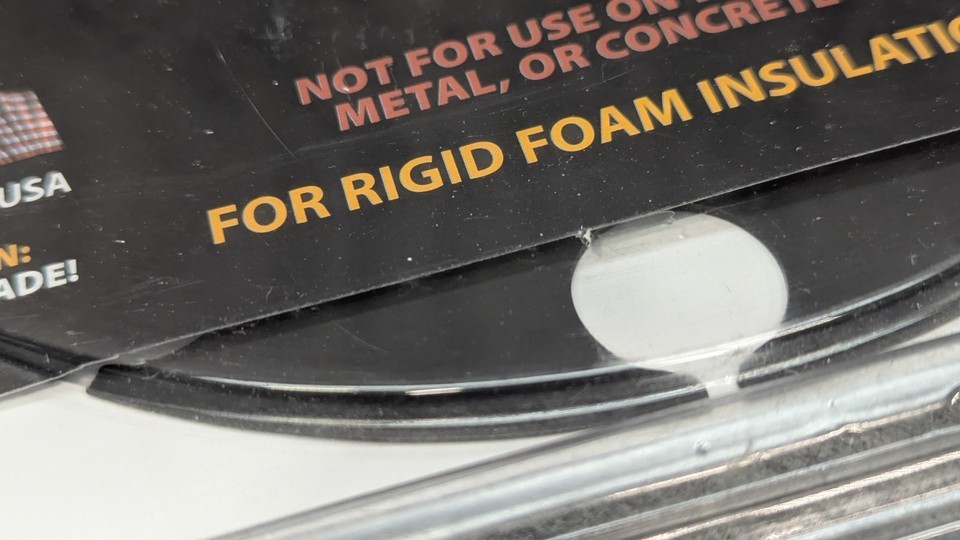 NOT FOR USE ON
METAL, OR CONCRETE
FOR RIGID FOAM INSULATIO
USA
N:
ADE!